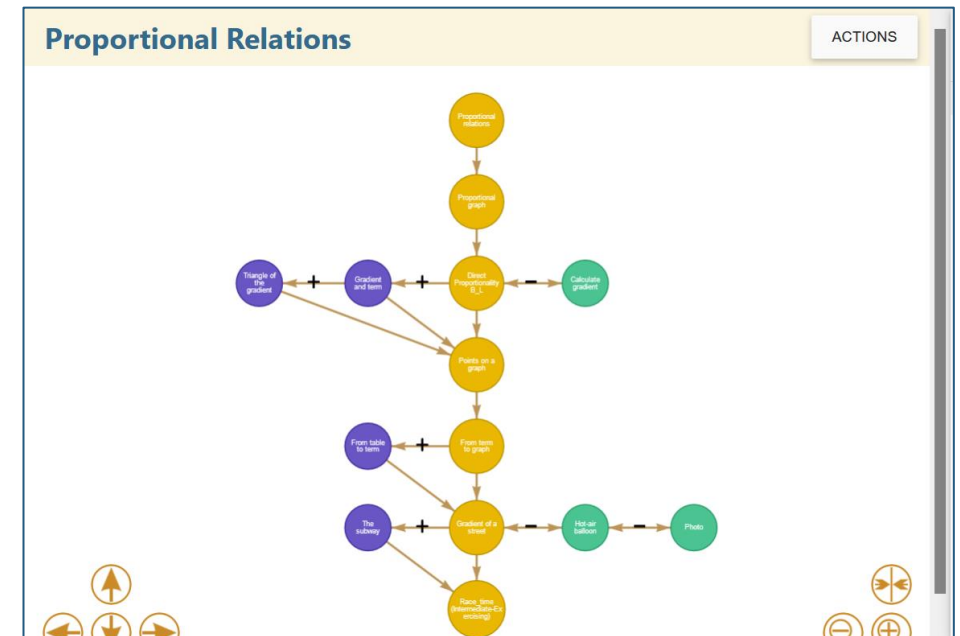 Proportional Relations
ACTIONS
Proportional
relations
Proportional
graph
Triangle of
the
gradient
+
Gradient
and term
+
Direct
Proportionality
B_L
−
Calculate
gradient
Points on a
graph
From table
to term
+
From term
to graph
The
subway
+
Gradient of a
street
−
Hot-air
balloon
−
Photo
Race_time
(Intermediate-Ex
ercising)